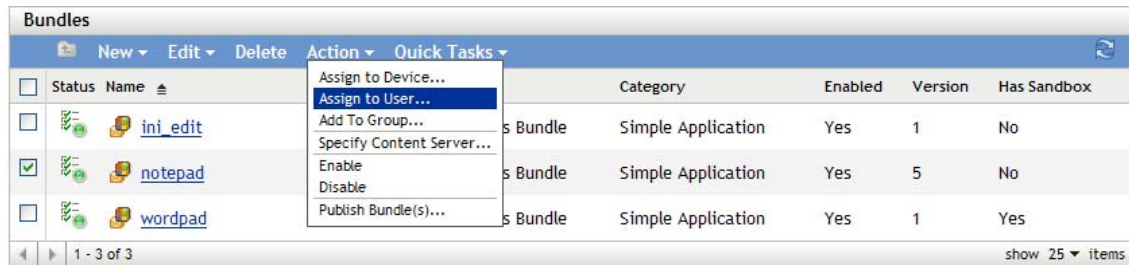 Bundles
New Edit Delete Action Quick Tasks
Status Name Category Enabled Version Has Sandbox
Assign to Device...
Assign to User...
Add To Group...
Specify Content Server...
Enable
Disable
Publish Bundle(s)...
ini_edit s Bundle Simple Application Yes 1 No
notepad s Bundle Simple Application Yes 5 No
wordpad s Bundle Simple Application Yes 1 Yes
1 - 3 of 3 show 25 items